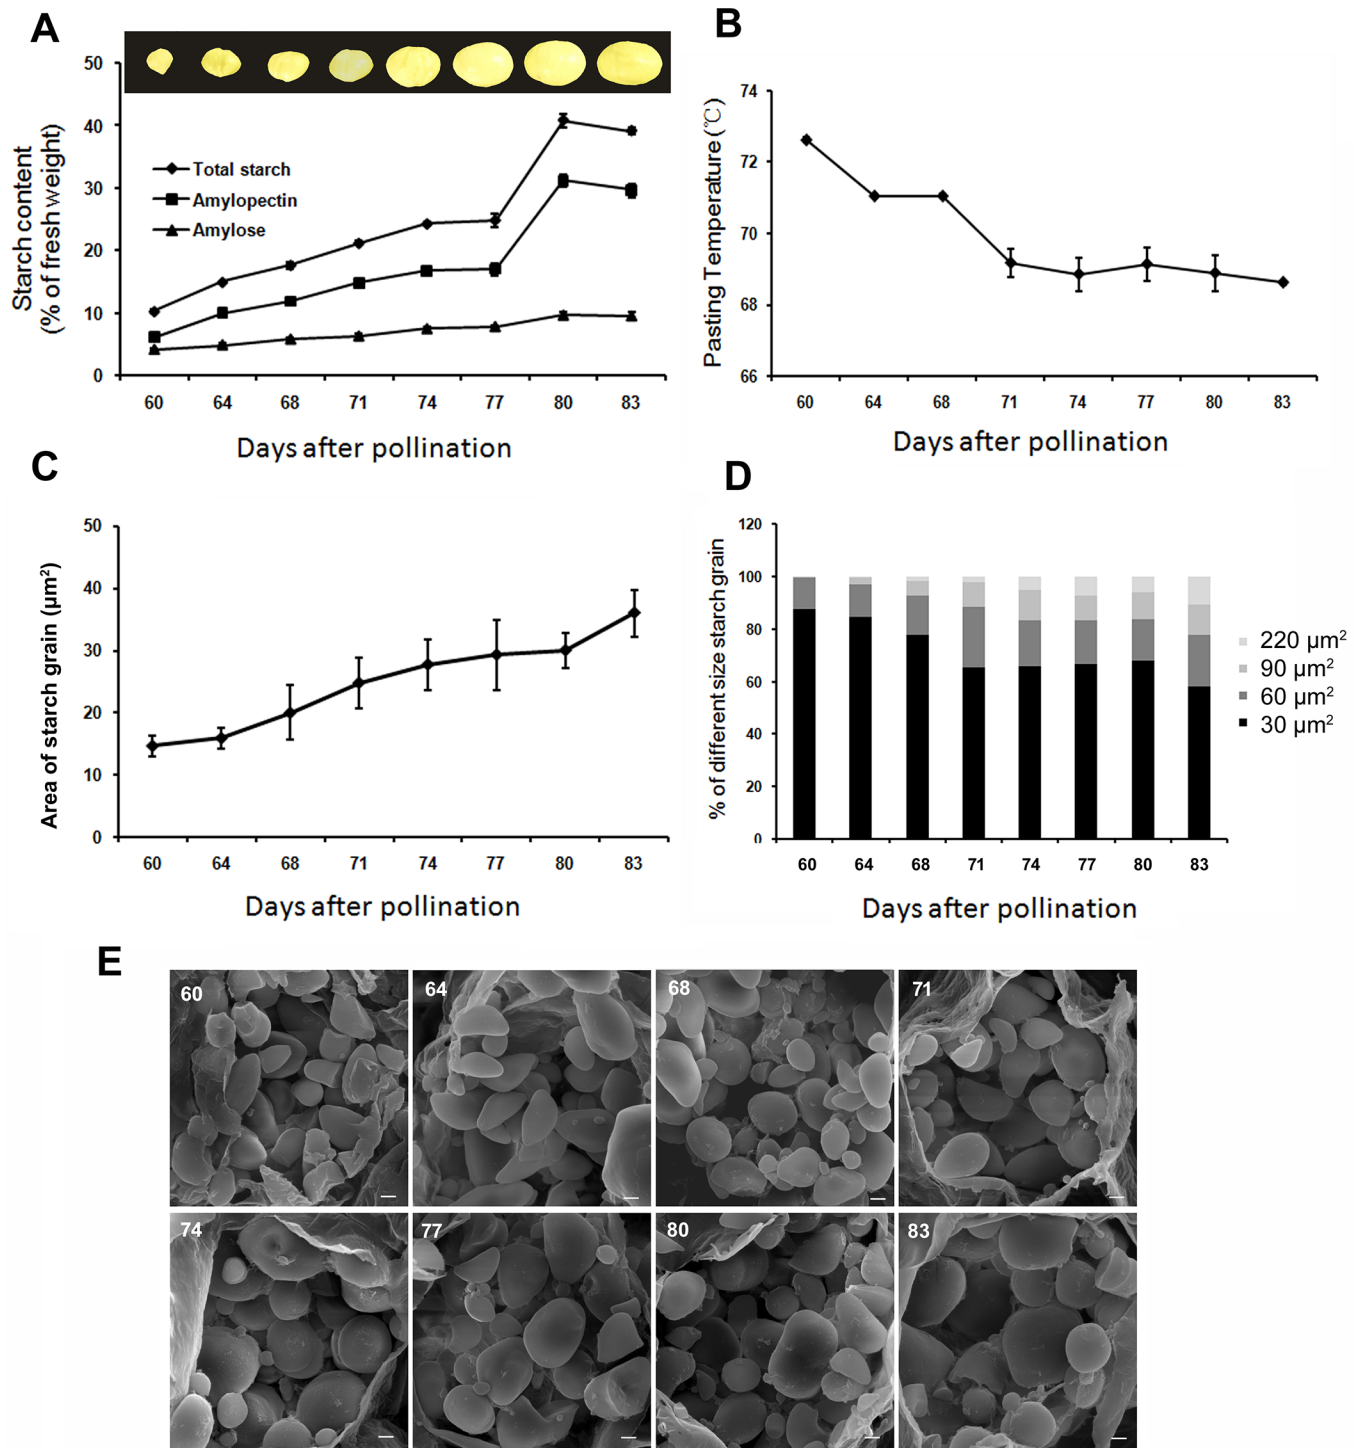 A
50
40
30
20
10
0
Starch content
(% of fresh weight)
Total starch
Amylopectin
Amylose
60 64 68 71 74 77 80 83
Days after pollination
B
74
72
70
68
66
Pasting Temperature (℃)
60 64 68 71 74 77 80 83
Days after pollination
C
50
40
30
20
10
0
Area of starch grain (µm²)
60 64 68 71 74 77 80 83
Days after pollination
D
120
100
80
60
40
20
0
% of different size starch grain
220 µm²
90 µm²
60 µm²
30 µm²
60 64 68 71 74 77 80 83
Days after pollination
E
60 64 68 71
74 77 80 83